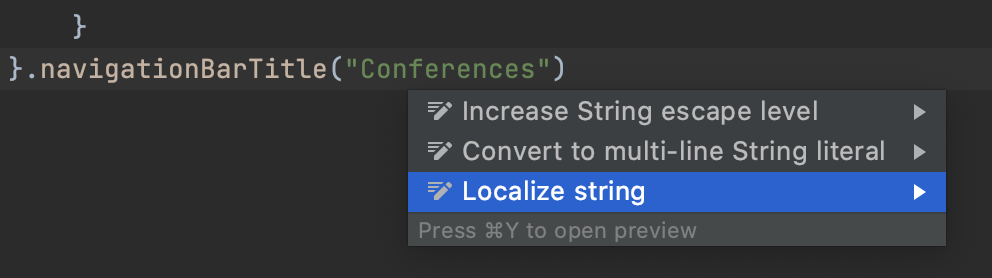 }
}.navigationBarTitle("Conferences")
Increase String escape level
Convert to multi-line String literal
Localize string
Press ⌘Y to open preview